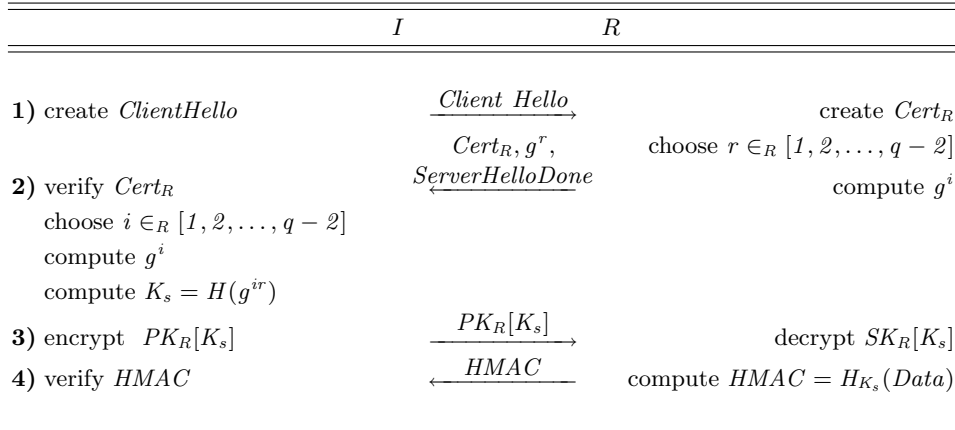 I R
1) create ClientHello Client Hello create Cert_R
Cert_R, g^r, choose r ∈_R [1, 2, . . . , q − 2]
2) verify Cert_R ServerHelloDone compute g^i
choose i ∈_R [1, 2, . . . , q − 2]
compute g^i
compute K_s = H(g^{ir})
3) encrypt PK_R[K_s] PK_R[K_s] decrypt SK_R[K_s]
4) verify HMAC HMAC compute HMAC = H_{K_s}(Data)